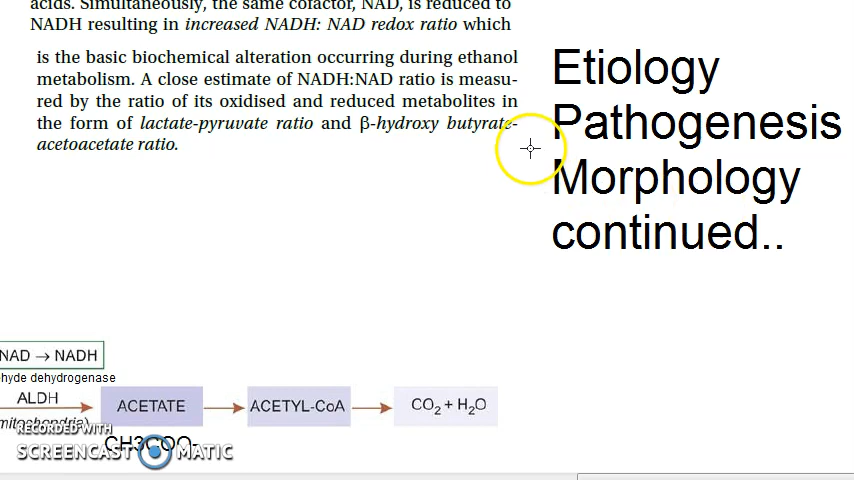 acids. Simultaneously, the same cofactor, NAD, is reduced to
NADH resulting in increased NADH: NAD redox ratio which
is the basic biochemical alteration occurring during ethanol
metabolism. A close estimate of NADH:NAD ratio is measu-
red by the ratio of its oxidised and reduced metabolites in
the form of lactate-pyruvate ratio and β-hydroxy butyrate-
acetoacetate ratio.
Etiology
Pathogenesis
Morphology
continued..
NAD → NADH
hyde dehydrogenase
ALDH
mitochondria)
ACETATE
ACETYL-CoA
CO₂ + H₂O
CH3COO-
RECORDED WITH
SCREENCAST MATIC